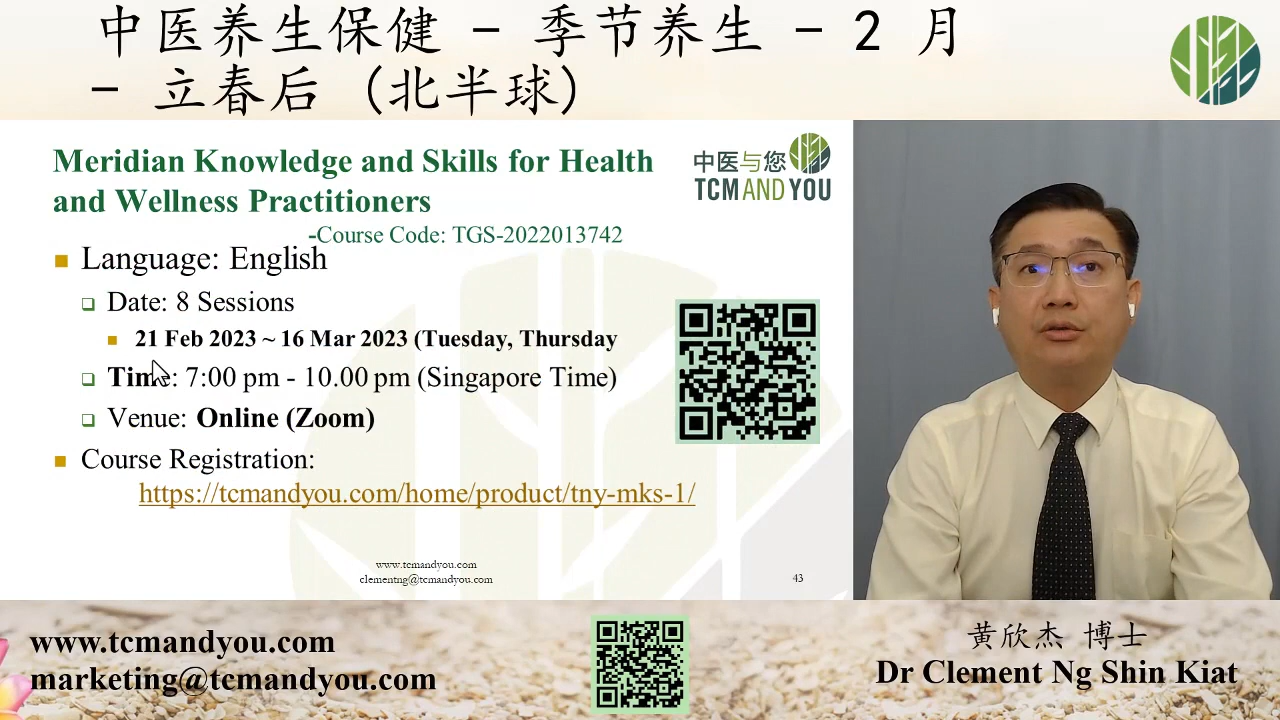 中医养生保健 – 季节养生 – 2 月
– 立春后 (北半球)
Meridian Knowledge and Skills for Health
and Wellness Practitioners
-Course Code: TGS-2022013742
中医与您
TCM AND YOU
Language: English
Date: 8 Sessions
21 Feb 2023 ~ 16 Mar 2023 (Tuesday, Thursday
Time: 7:00 pm - 10.00 pm (Singapore Time)
Venue: Online (Zoom)
Course Registration:
https://tcmandyou.com/home/product/tny-mks-1/
www.tcmandyou.com
clementng@tcmandyou.com
43
www.tcmandyou.com
marketing@tcmandyou.com
黄欣杰 博士
Dr Clement Ng Shin Kiat